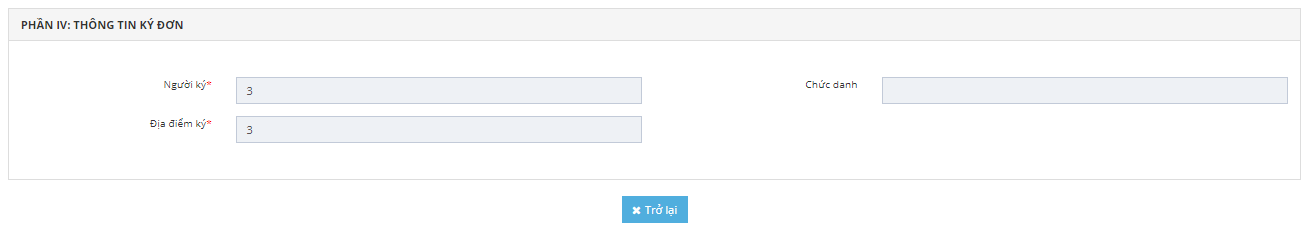 PHẦN IV: THÔNG TIN KÝ ĐƠN
Người ký* 3 Chức danh
Địa điểm ký* 3
✖ Trở lại